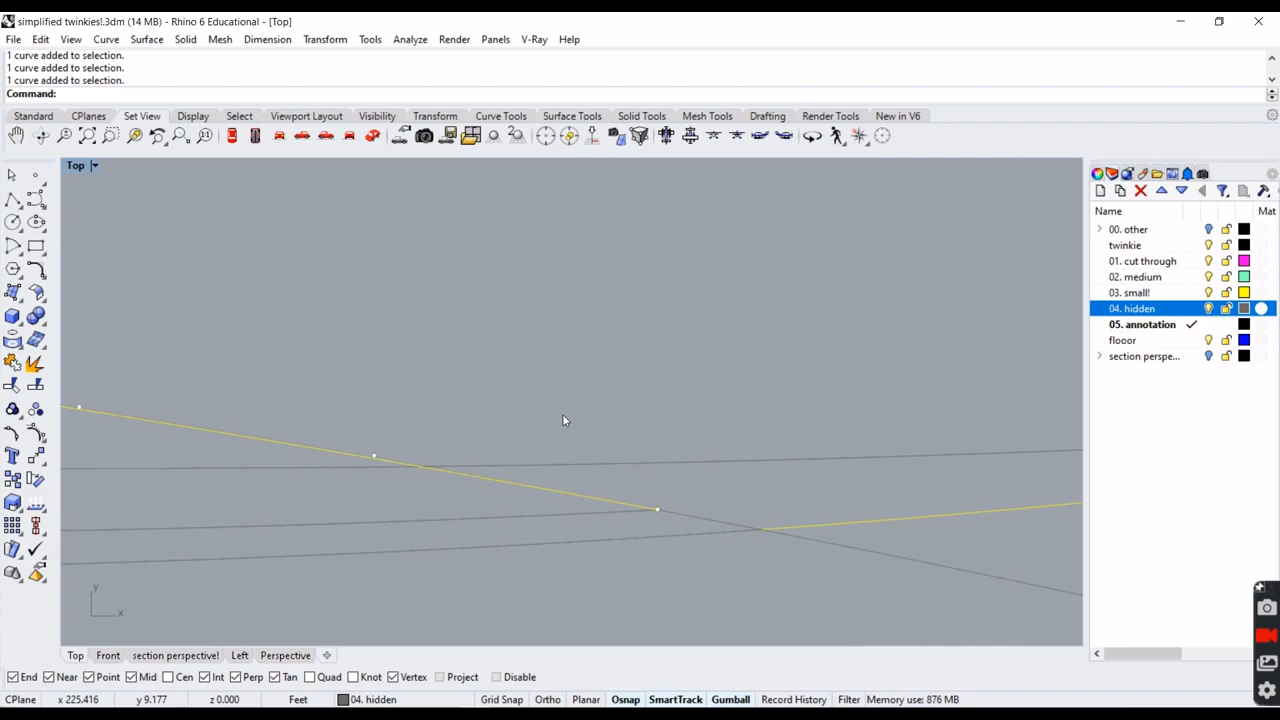 simplified twinkies!.3dm (14 MB) - Rhino 6 Educational - [Top]
File Edit View Curve Surface Solid Mesh Dimension Transform Tools Analyze Render Panels V-Ray Help
1 curve added to selection.
1 curve added to selection.
1 curve added to selection.
Command:
Standard CPlanes Set View Display Select Viewport Layout Visibility Transform Curve Tools Surface Tools Solid Tools Mesh Tools Drafting Render Tools New in V6
Top
Name Mat
00. other
twinkie
01. cut through
02. medium
03. small!
04. hidden
05. annotation
flooor
section perspe...
y
x
Top Front section perspective! Left Perspective
End Near Point Mid Cen Int Perp Tan Quad Knot Vertex Project Disable
CPlane x 225.416 y 9.177 z 0.000 Feet 04. hidden Grid Snap Ortho Planar Osnap SmartTrack Gumball Record History Filter Memory use: 876 MB